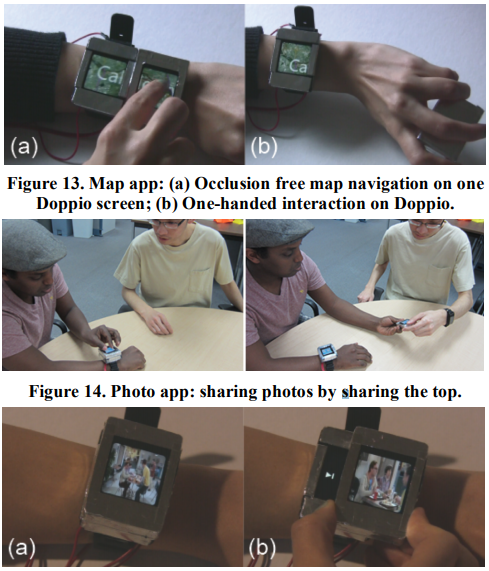 Ca
Ca
Ca
(a)
(b)
Figure 13. Map app: (a) Occlusion free map navigation on one
Doppio screen; (b) One-handed interaction on Doppio.
Figure 14. Photo app: sharing photos by sharing the top.
(a)
(b)